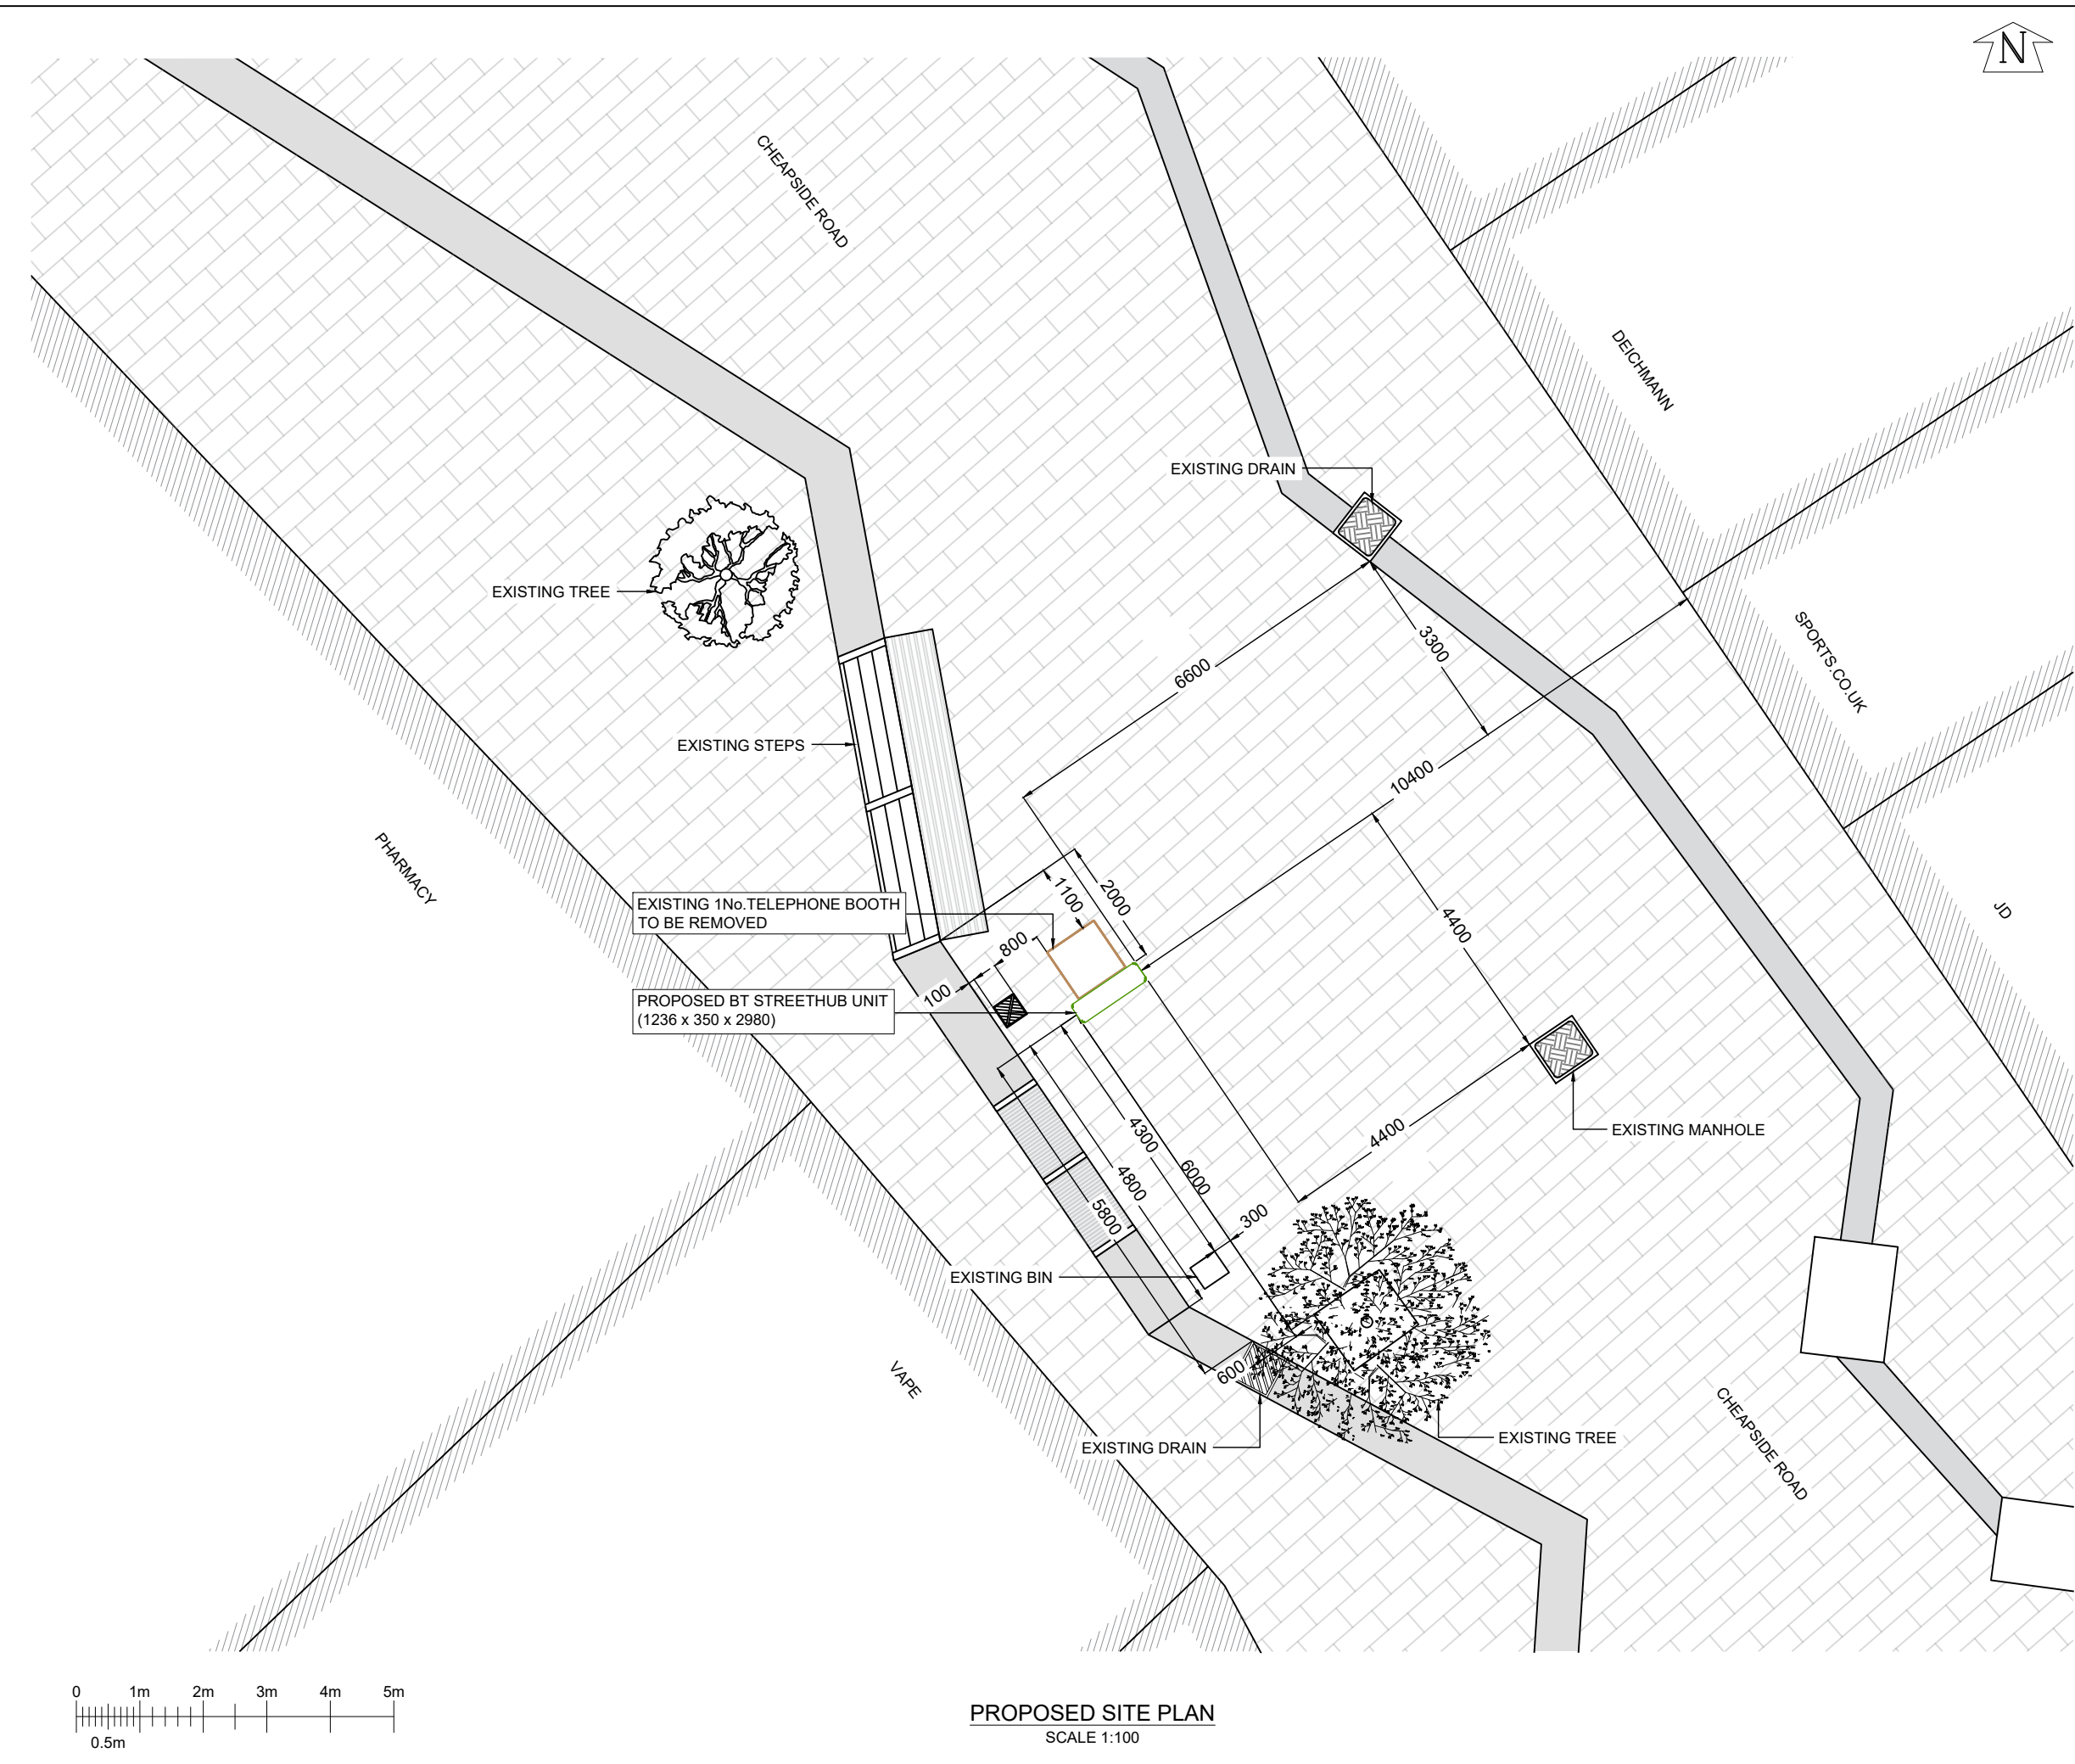 N
CHEAPSIDE ROAD
DEICHMANN
EXISTING DRAIN
EXISTING TREE
SPORTS.CO.UK
3300
6600
EXISTING STEPS
10400
PHARMACY
EXISTING 1No.TELEPHONE BOOTH
TO BE REMOVED
1100
2000
JD
4400
800
100
PROPOSED BT STREETHUB UNIT
(1236 x 350 x 2980)
EXISTING MANHOLE
4400
4300
6000
4800
5800
300
EXISTING BIN
600
VAPE
EXISTING DRAIN
EXISTING TREE
CHEAPSIDE ROAD
0 1m 2m 3m 4m 5m
0.5m
PROPOSED SITE PLAN
SCALE 1:100